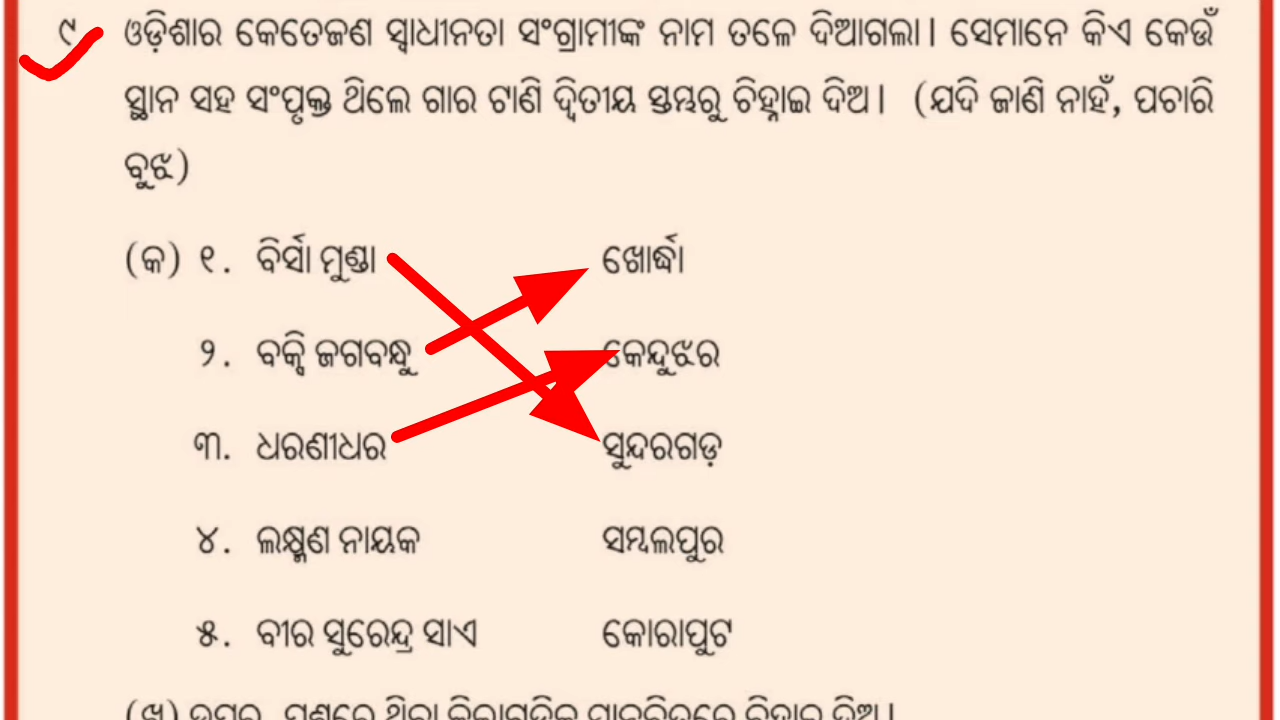 ୯ ଓଡ଼ିଶାର କେତେଜଣ ସ୍ୱାଧୀନତା ସଂଗ୍ରାମୀଙ୍କ ନାମ ତଳେ ଦିଆଗଲା। ସେମାନେ କିଏ କେଉଁ
ସ୍ଥାନ ସହ ସଂପୃକ୍ତ ଥିଲେ ଗାର ଟାଣି ଦ୍ୱିତୀୟ ସ୍ତମ୍ଭରୁ ଚିହ୍ନାଇ ଦିଅ। (ଯଦି ଜାଣି ନାହଁ, ପଚାରି
ବୁଝ)
(କ) ୧. ବିର୍ସା ମୁଣ୍ଡା ଖୋର୍ଦ୍ଧା
୨. ବକ୍ସି ଜଗବନ୍ଧୁ କେନ୍ଦୁଝର
୩. ଧରଣୀଧର ସୁନ୍ଦରଗଡ଼
୪. ଲକ୍ଷ୍ମଣ ନାୟକ ସମ୍ବଲପୁର
୫. ବୀର ସୁରେନ୍ଦ୍ର ସାଏ କୋରାପୁଟ
(ଖ) ଉପର ଥିବା ଚିହ୍ନାଇ ଦିଅ।